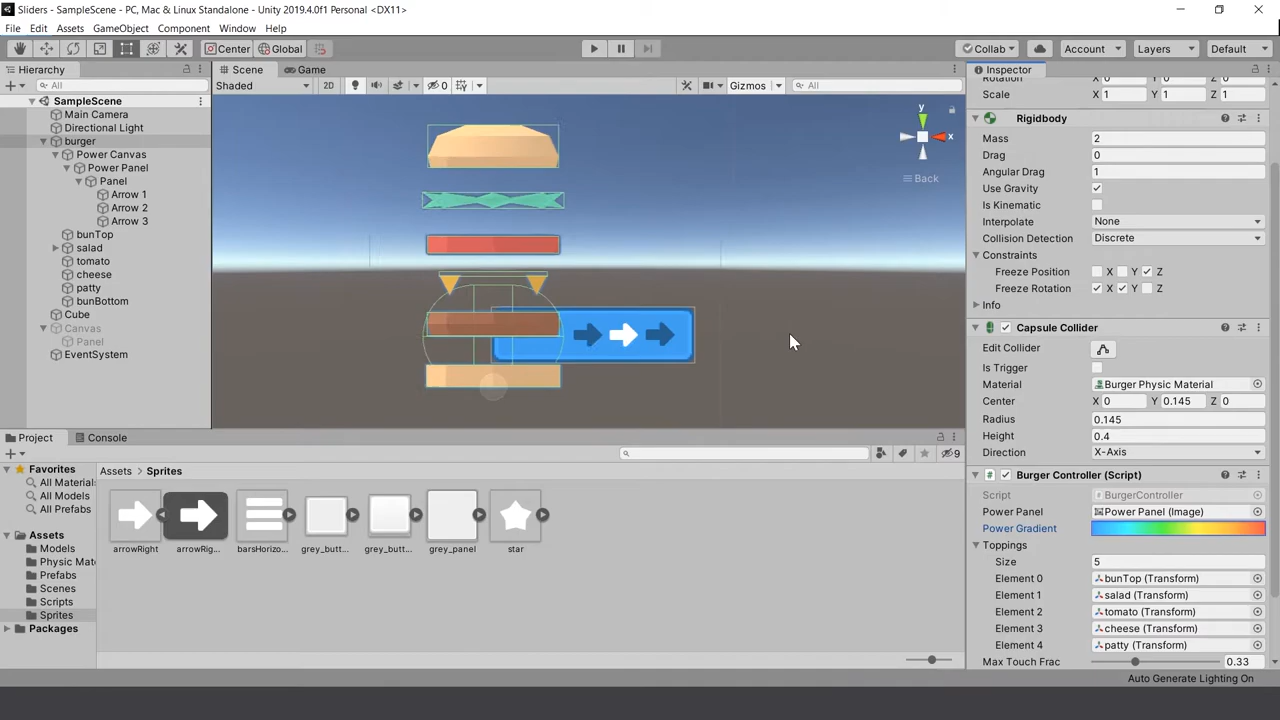 Sliders - SampleScene - PC, Mac & Linux Standalone - Unity 2019.4.0f1 Personal <DX11>
File Edit Assets GameObject Component Window Help
Center Global Collab Account Layers Default
Hierarchy
All
SampleScene
Main Camera
Directional Light
burger
Power Canvas
Power Panel
Panel
Arrow 1
Arrow 2
Arrow 3
bunTop
salad
tomato
cheese
patty
bunBottom
Cube
Canvas
Panel
EventSystem
Scene Game
Shaded 2D 0 Gizmos All
y
x
Back
Project Console
9
Favorites
All Materials
All Models
All Prefabs
Assets
Models
Physic Mat
Prefabs
Scenes
Scripts
Sprites
Packages
Assets > Sprites
arrowRight arrowRig... barsHorizo... grey_butt... grey_butt... grey_panel star
Inspector
Rotation X 0 Y 0 Z 0
Scale X 1 Y 1 Z 1
Rigidbody
Mass 2
Drag 0
Angular Drag 1
Use Gravity
Is Kinematic
Interpolate None
Collision Detection Discrete
Constraints
Freeze Position X Y Z
Freeze Rotation X Y Z
Info
Capsule Collider
Edit Collider
Is Trigger
Material Burger Physic Material
Center X 0 Y 0.145 Z 0
Radius 0.145
Height 0.4
Direction X-Axis
Burger Controller (Script)
Script BurgerController
Power Panel Power Panel (Image)
Power Gradient
Toppings
Size 5
Element 0 bunTop (Transform)
Element 1 salad (Transform)
Element 2 tomato (Transform)
Element 3 cheese (Transform)
Element 4 patty (Transform)
Max Touch Frac 0.33
Auto Generate Lighting On